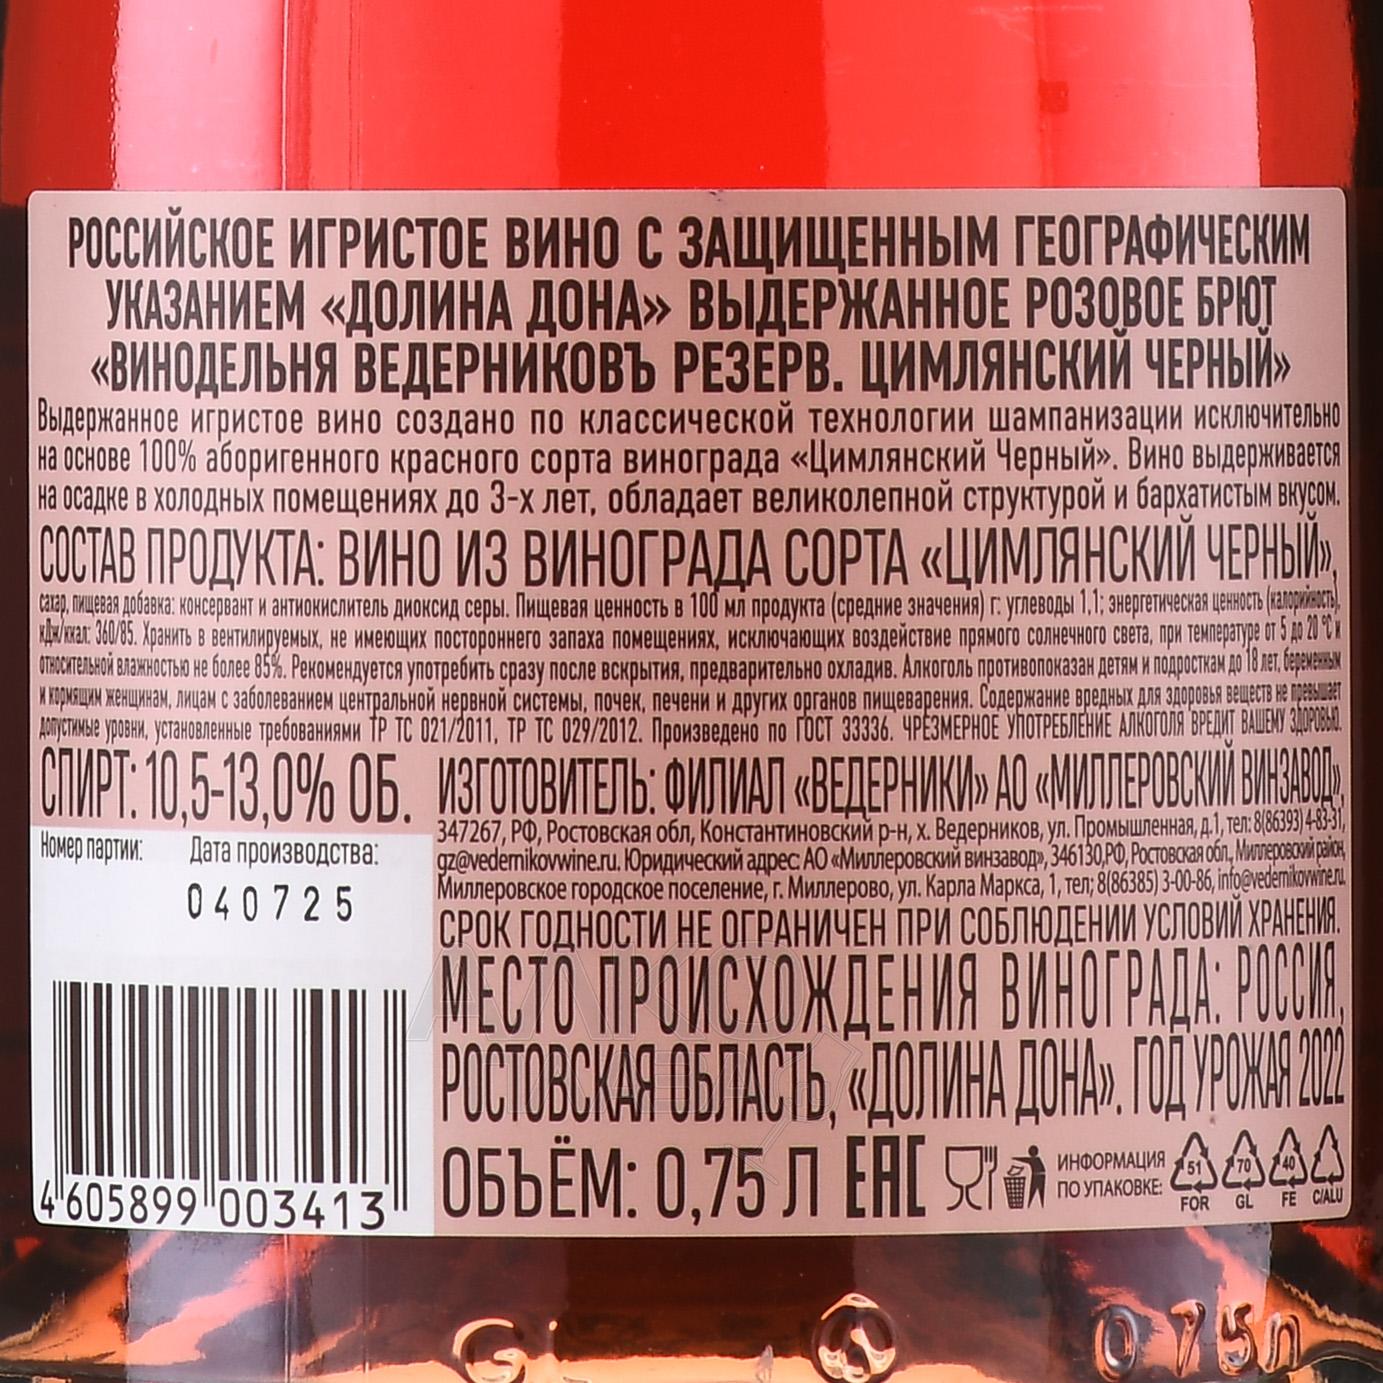 РОССИЙСКОЕ ИГРИСТОЕ ВИНО С ЗАЩИЩЕННЫМ ГЕОГРАФИЧЕСКИМ
УКАЗАНИЕМ «ДОЛИНА ДОНА» ВЫДЕРЖАННОЕ РОЗОВОЕ БРЮТ
«ВИНОДЕЛЬНЯ ВЕДЕРНИКОВЪ РЕЗЕРВ. ЦИМЛЯНСКИЙ ЧЕРНЫЙ»
Выдержанное игристое вино создано по классической технологии шампанизации исключительно
на основе 100% аборигенного красного сорта винограда «Цимлянский Черный». Вино выдерживается
на осадке в холодных помещениях до 3-х лет, обладает великолепной структурой и бархатистым вкусом.
СОСТАВ ПРОДУКТА: ВИНО ИЗ ВИНОГРАДА СОРТА «ЦИМЛЯНСКИЙ ЧЕРНЫЙ»,
сахар, пищевая добавка: консервант и антиокислитель диоксид серы. Пищевая ценность в 100 мл продукта (средние значения) г: углеводы 1,1; энергетическая ценность (калорийность),
кДж/ккал: 360/85. Хранить в вентилируемых, не имеющих постороннего запаха помещениях, исключающих воздействие прямого солнечного света, при температуре от 5 до 20 °С и
относительной влажностью не более 85%. Рекомендуется употребить сразу после вскрытия, предварительно охладив. Алкоголь противопоказан детям и подросткам до 18 лет, беременным
и кормящим женщинам, лицам с заболеванием центральной нервной системы, почек, печени и других органов пищеварения. Содержание вредных для здоровья веществ не превышает
допустимые уровни, установленные требованиями ТР ТС 021/2011, ТР ТС 029/2012. Произведено по ГОСТ 33336. ЧРЕЗМЕРНОЕ УПОТРЕБЛЕНИЕ АЛКОГОЛЯ ВРЕДИТ ВАШЕМУ ЗДОРОВЬЮ.
СПИРТ: 10,5-13,0% ОБ.
Номер партии: Дата производства:
040725
4 605899 003413
ИЗГОТОВИТЕЛЬ: ФИЛИАЛ «ВЕДЕРНИКИ» АО «МИЛЛЕРОВСКИЙ ВИНЗАВОД»,
347267, РФ, Ростовская обл, Константиновский р-н, х. Ведерников, ул. Промышленная, д.1, тел: 8(86393) 4-83-31,
gz@vedernikovwine.ru. Юридический адрес: АО «Миллеровский винзавод», 346130,РФ, Ростовская обл., Миллеровский район,
Миллеровское городское поселение, г. Миллерово, ул. Карла Маркса, 1, тел; 8(86385) 3-00-86, info@vedernikovwine.ru.
СРОК ГОДНОСТИ НЕ ОГРАНИЧЕН ПРИ СОБЛЮДЕНИИ УСЛОВИЙ ХРАНЕНИЯ.
МЕСТО ПРОИСХОЖДЕНИЯ ВИНОГРАДА: РОССИЯ,
РОСТОВСКАЯ ОБЛАСТЬ, «ДОЛИНА ДОНА». ГОД УРОЖАЯ 2022
ОБЪЁМ: 0,75 Л EAC
ИНФОРМАЦИЯ
ПО УПАКОВКЕ:
51 70 40
FOR GL FE C/ALU
0 75л